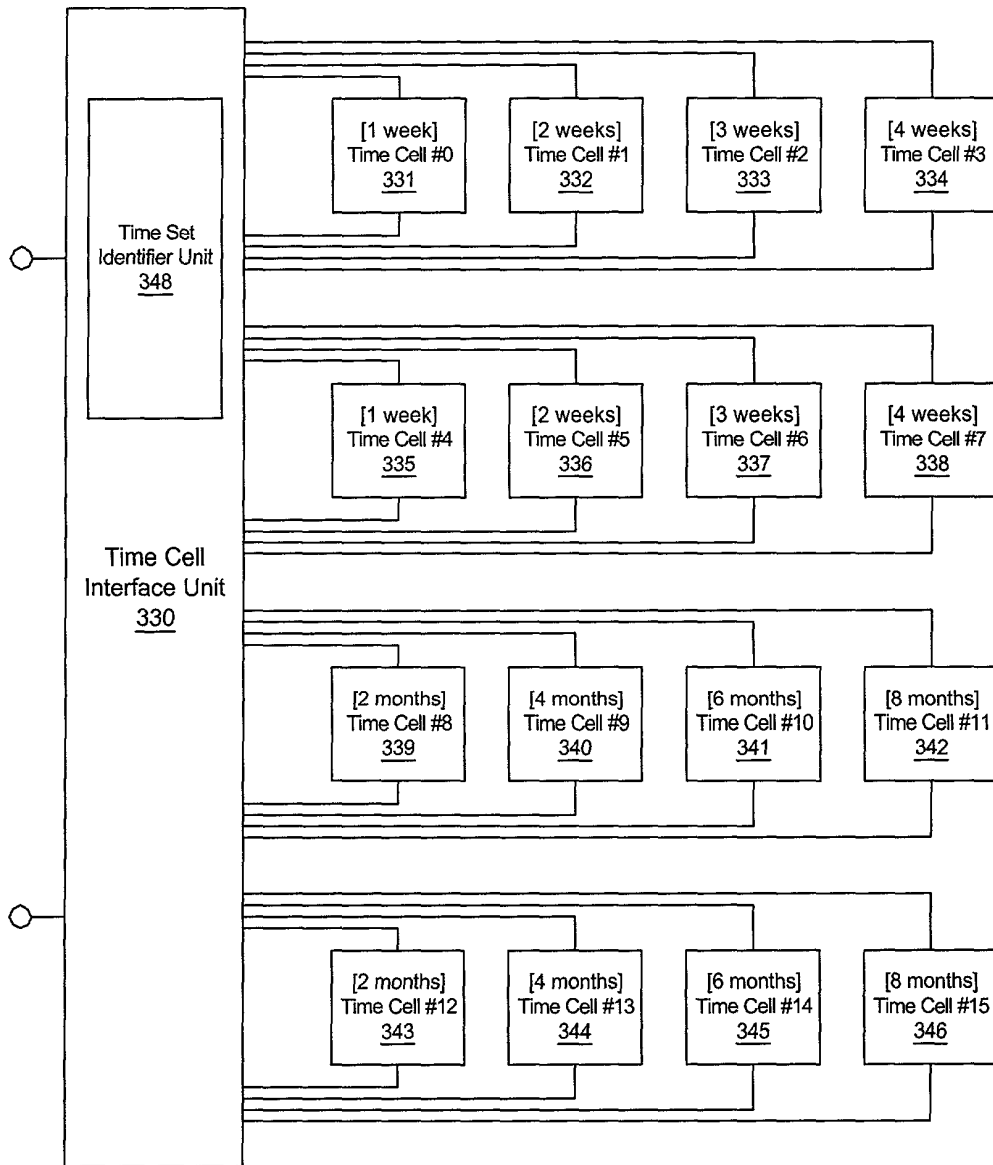 [1 week]
Time Cell #0
331
[2 weeks]
Time Cell #1
332
[3 weeks]
Time Cell #2
333
[4 weeks]
Time Cell #3
334
Time Set
Identifier Unit
348
[1 week]
Time Cell #4
335
[2 weeks]
Time Cell #5
336
[3 weeks]
Time Cell #6
337
[4 weeks]
Time Cell #7
338
Time Cell
Interface Unit
330
[2 months]
Time Cell #8
339
[4 months]
Time Cell #9
340
[6 months]
Time Cell #10
341
[8 months]
Time Cell #11
342
[2 months]
Time Cell #12
343
[4 months]
Time Cell #13
344
[6 months]
Time Cell #14
345
[8 months]
Time Cell #15
346